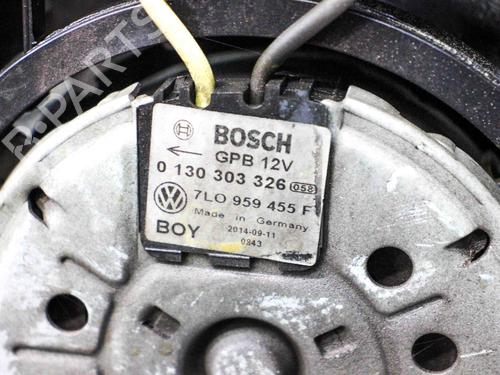 BOSCH
GPB 12V
0 130 303 326 058
7L0 959 455 F
Made in Germany
BOY 2014-09-11
0843